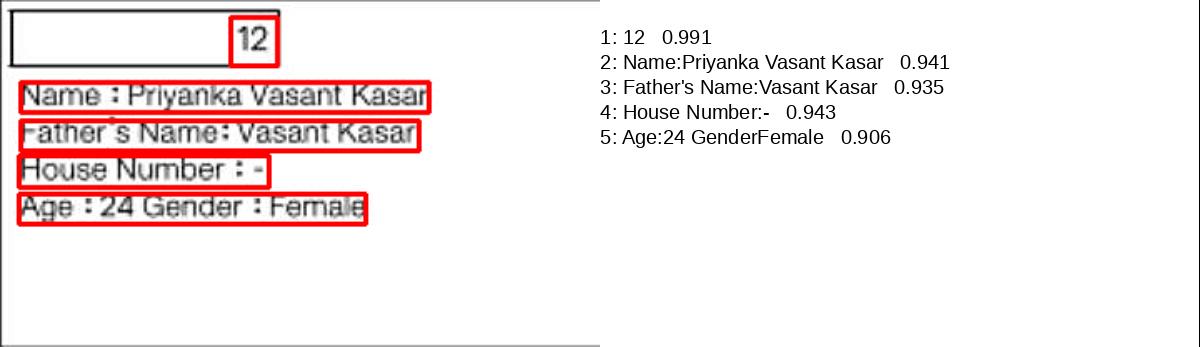 12
Name : Priyanka Vasant Kasar
Father's Name: Vasant Kasar
House Number : -
Age : 24 Gender : Female
1: 12 0.991
2: Name:Priyanka Vasant Kasar 0.941
3: Father's Name:Vasant Kasar 0.935
4: House Number:- 0.943
5: Age:24 GenderFemale 0.906